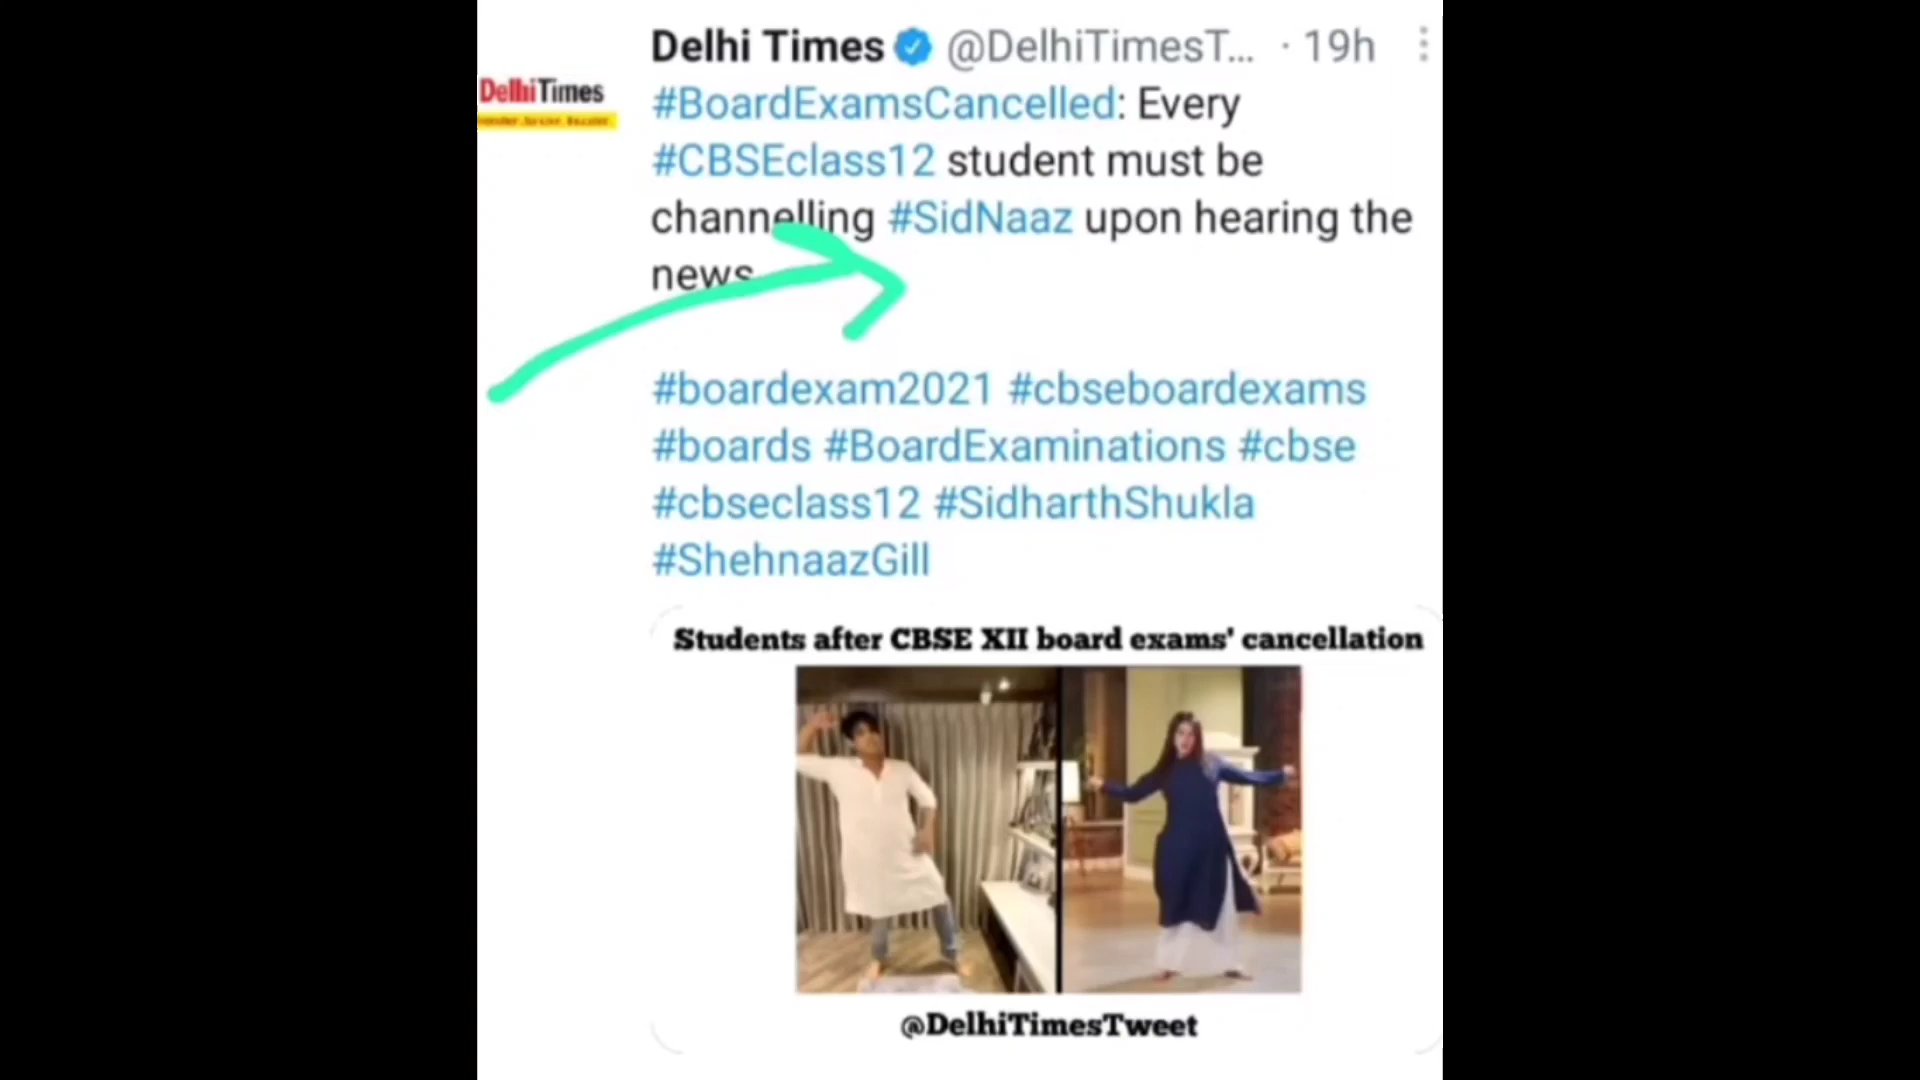 Delhi Times @DelhiTimesT... · 19h
DelhiTimes
#BoardExamsCancelled: Every
#CBSEclass12 student must be
channelling #SidNaaz upon hearing the
news
#boardexam2021 #cbseboardexams
#boards #BoardExaminations #cbse
#cbseclass12 #SidharthShukla
#ShehnaazGill
Students after CBSE XII board exams' cancellation
@DelhiTimesTweet